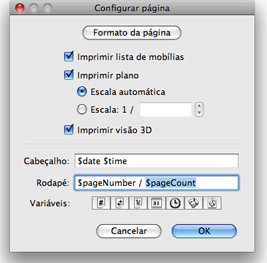 Configurar página
Formato da página
Imprimir lista de mobílias
Imprimir plano
Escala automática
Escala: 1 /
Imprimir visão 3D
Cabeçalho: $date $time
Rodapé: $pageNumber / $pageCount
Variáveis:
Cancelar OK